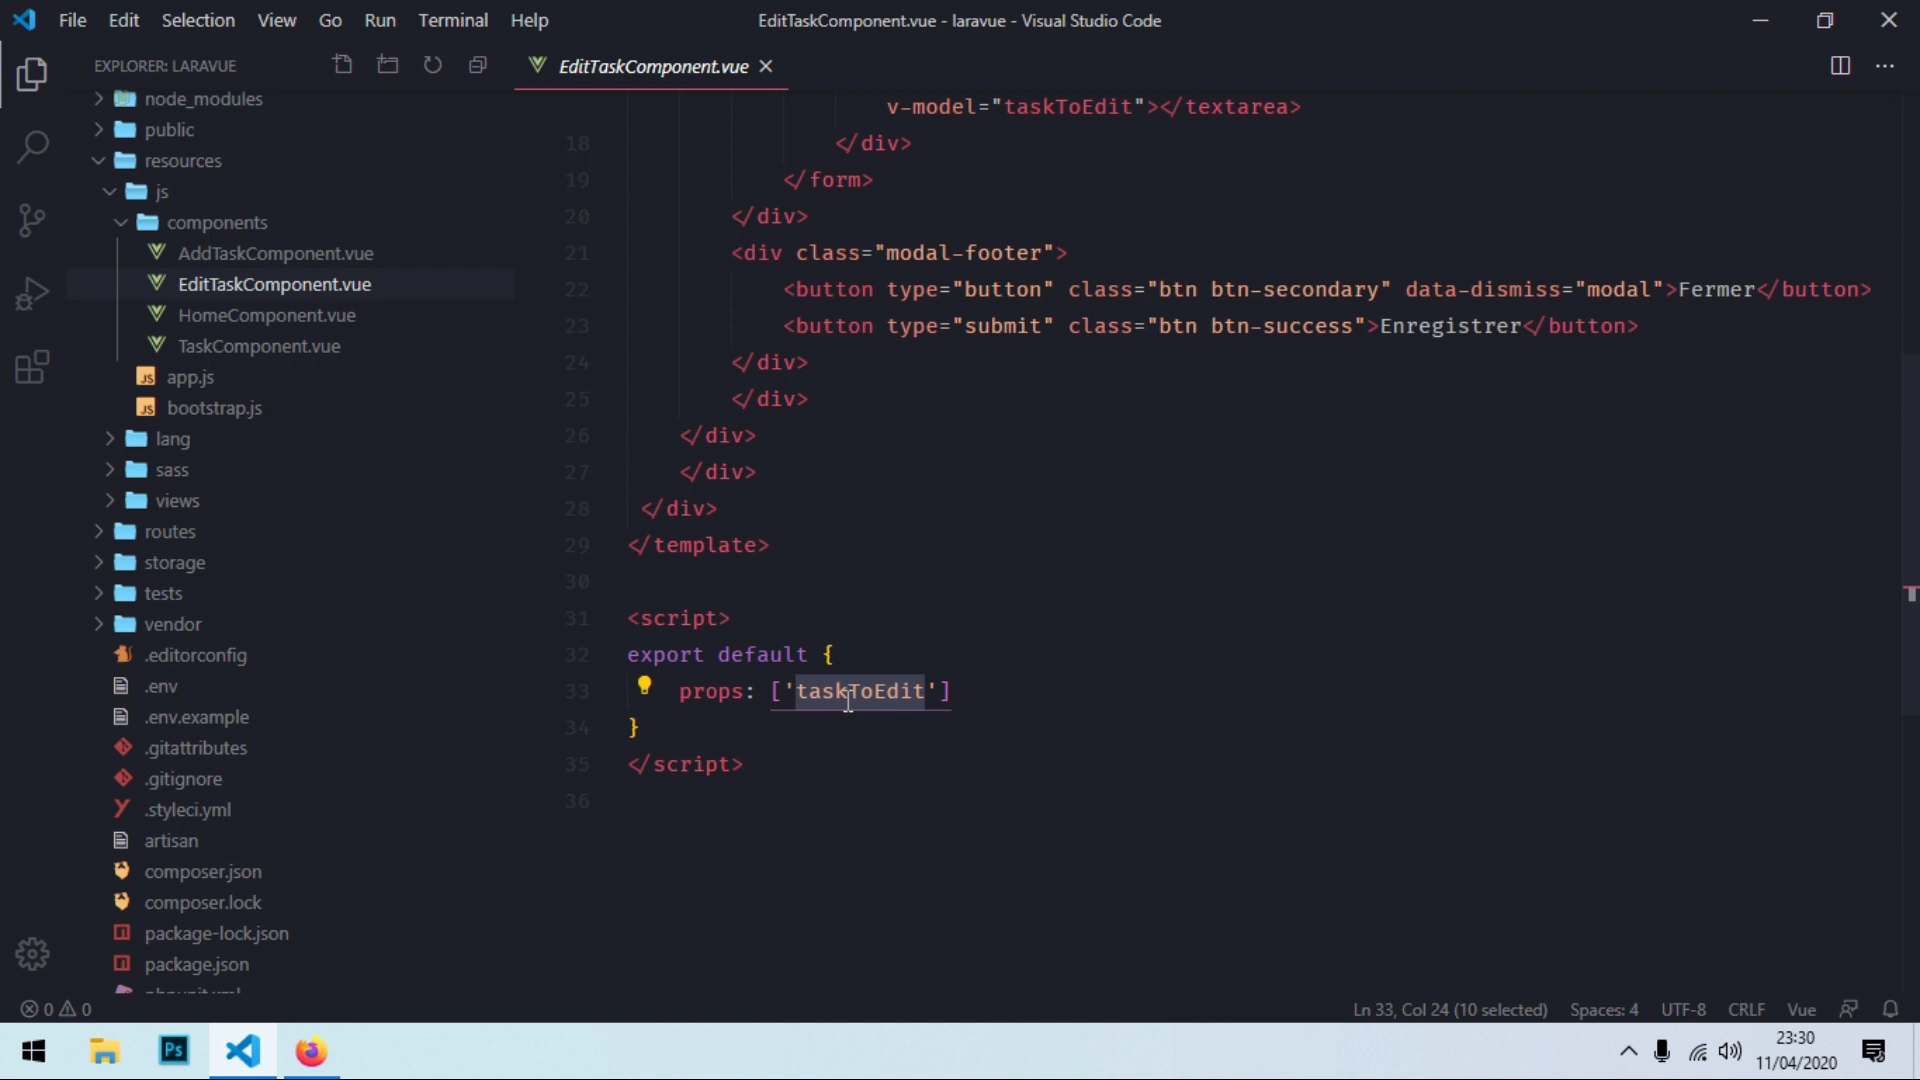 File Edit Selection View Go Run Terminal Help
EditTaskComponent.vue - laravue - Visual Studio Code
EXPLORER: LARAVUE
EditTaskComponent.vue
node_modules
public
resources
js
components
AddTaskComponent.vue
EditTaskComponent.vue
HomeComponent.vue
TaskComponent.vue
app.js
bootstrap.js
lang
sass
views
routes
storage
tests
vendor
.editorconfig
.env
.env.example
.gitattributes
.gitignore
.styleci.yml
artisan
composer.json
composer.lock
package-lock.json
package.json
v-model="taskToEdit"></textarea>
18 </div>
19 </form>
20 </div>
21 <div class="modal-footer">
22 <button type="button" class="btn btn-secondary" data-dismiss="modal">Fermer</button>
23 <button type="submit" class="btn btn-success">Enregistrer</button>
24 </div>
25 </div>
26 </div>
27 </div>
28 </div>
29 </template>
30
31 <script>
32 export default {
33 props: ['taskToEdit']
34 }
35 </script>
36
0 0
Ln 33, Col 24 (10 selected) Spaces: 4 UTF-8 CRLF Vue
Ps
23:30
11/04/2020